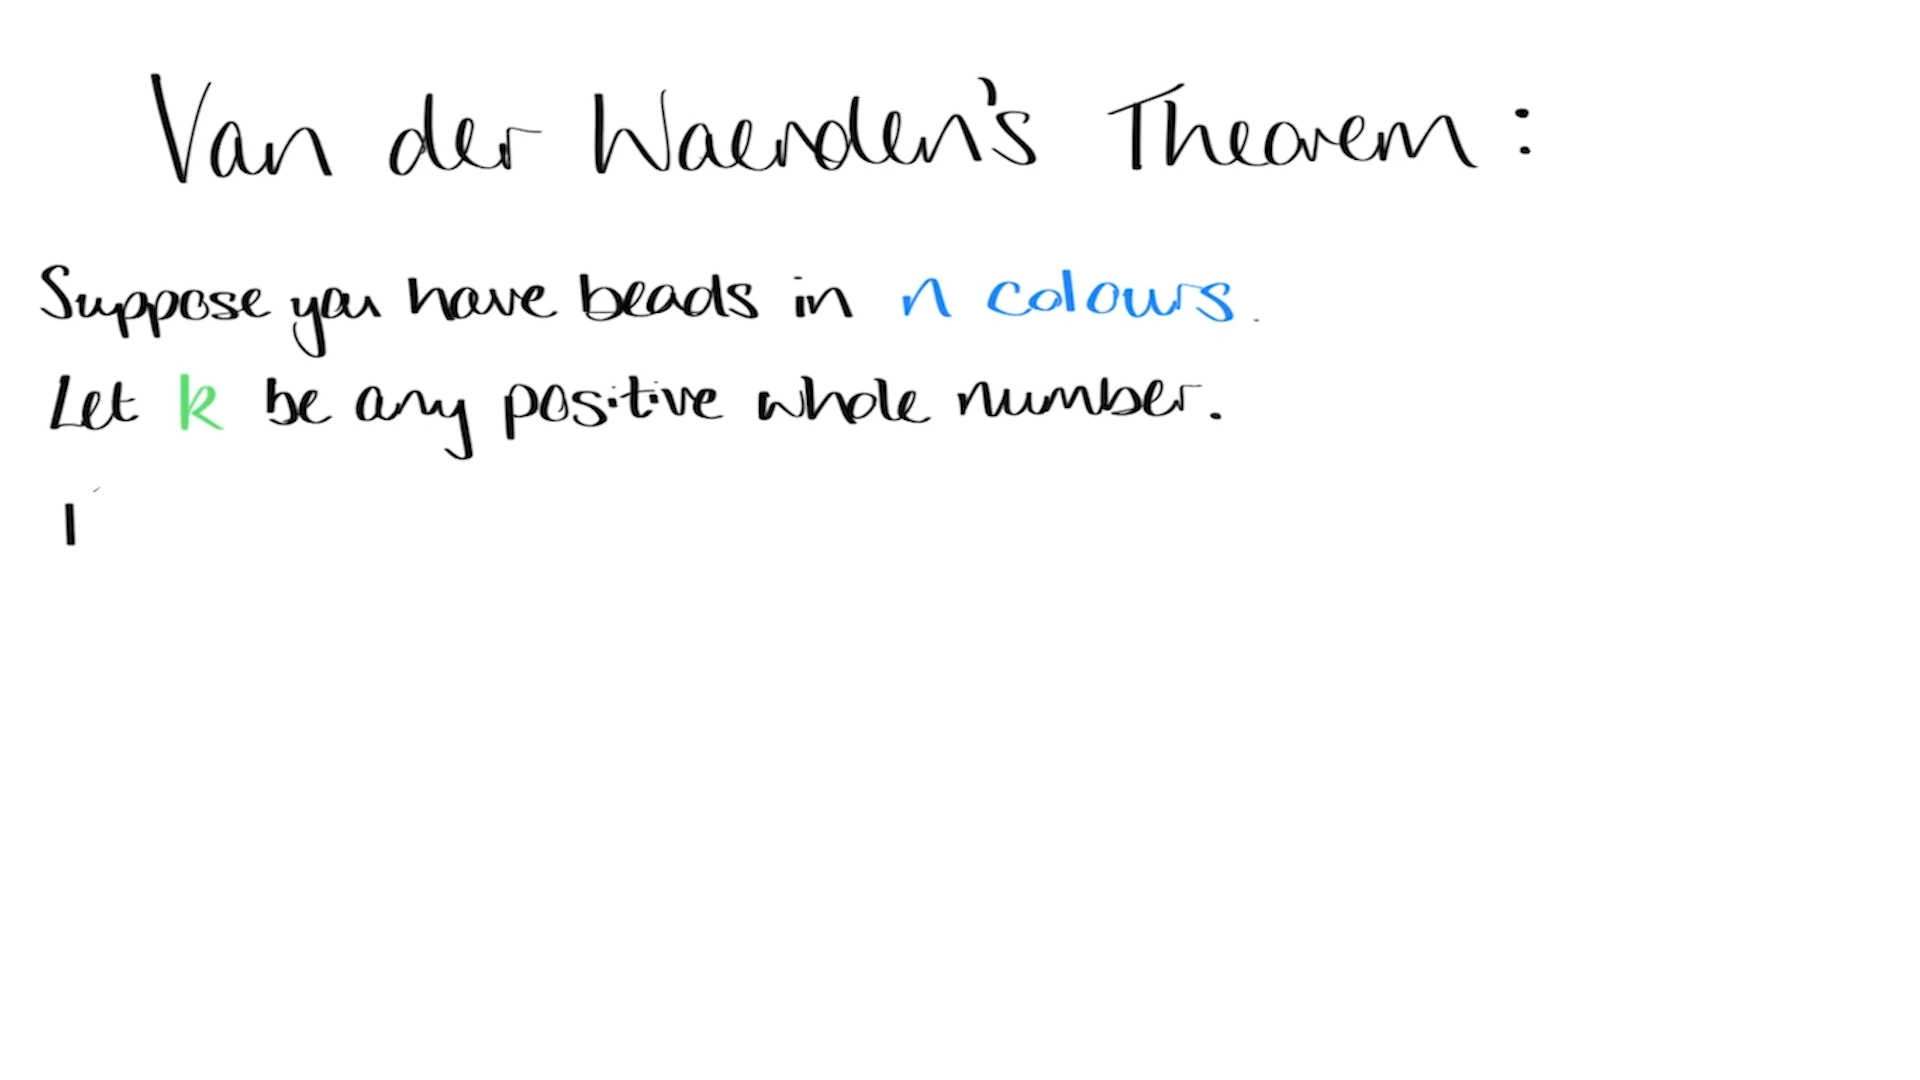 Van der Waerden's Theorem:
Suppose you have beads in n colours.
Let k be any positive whole number.